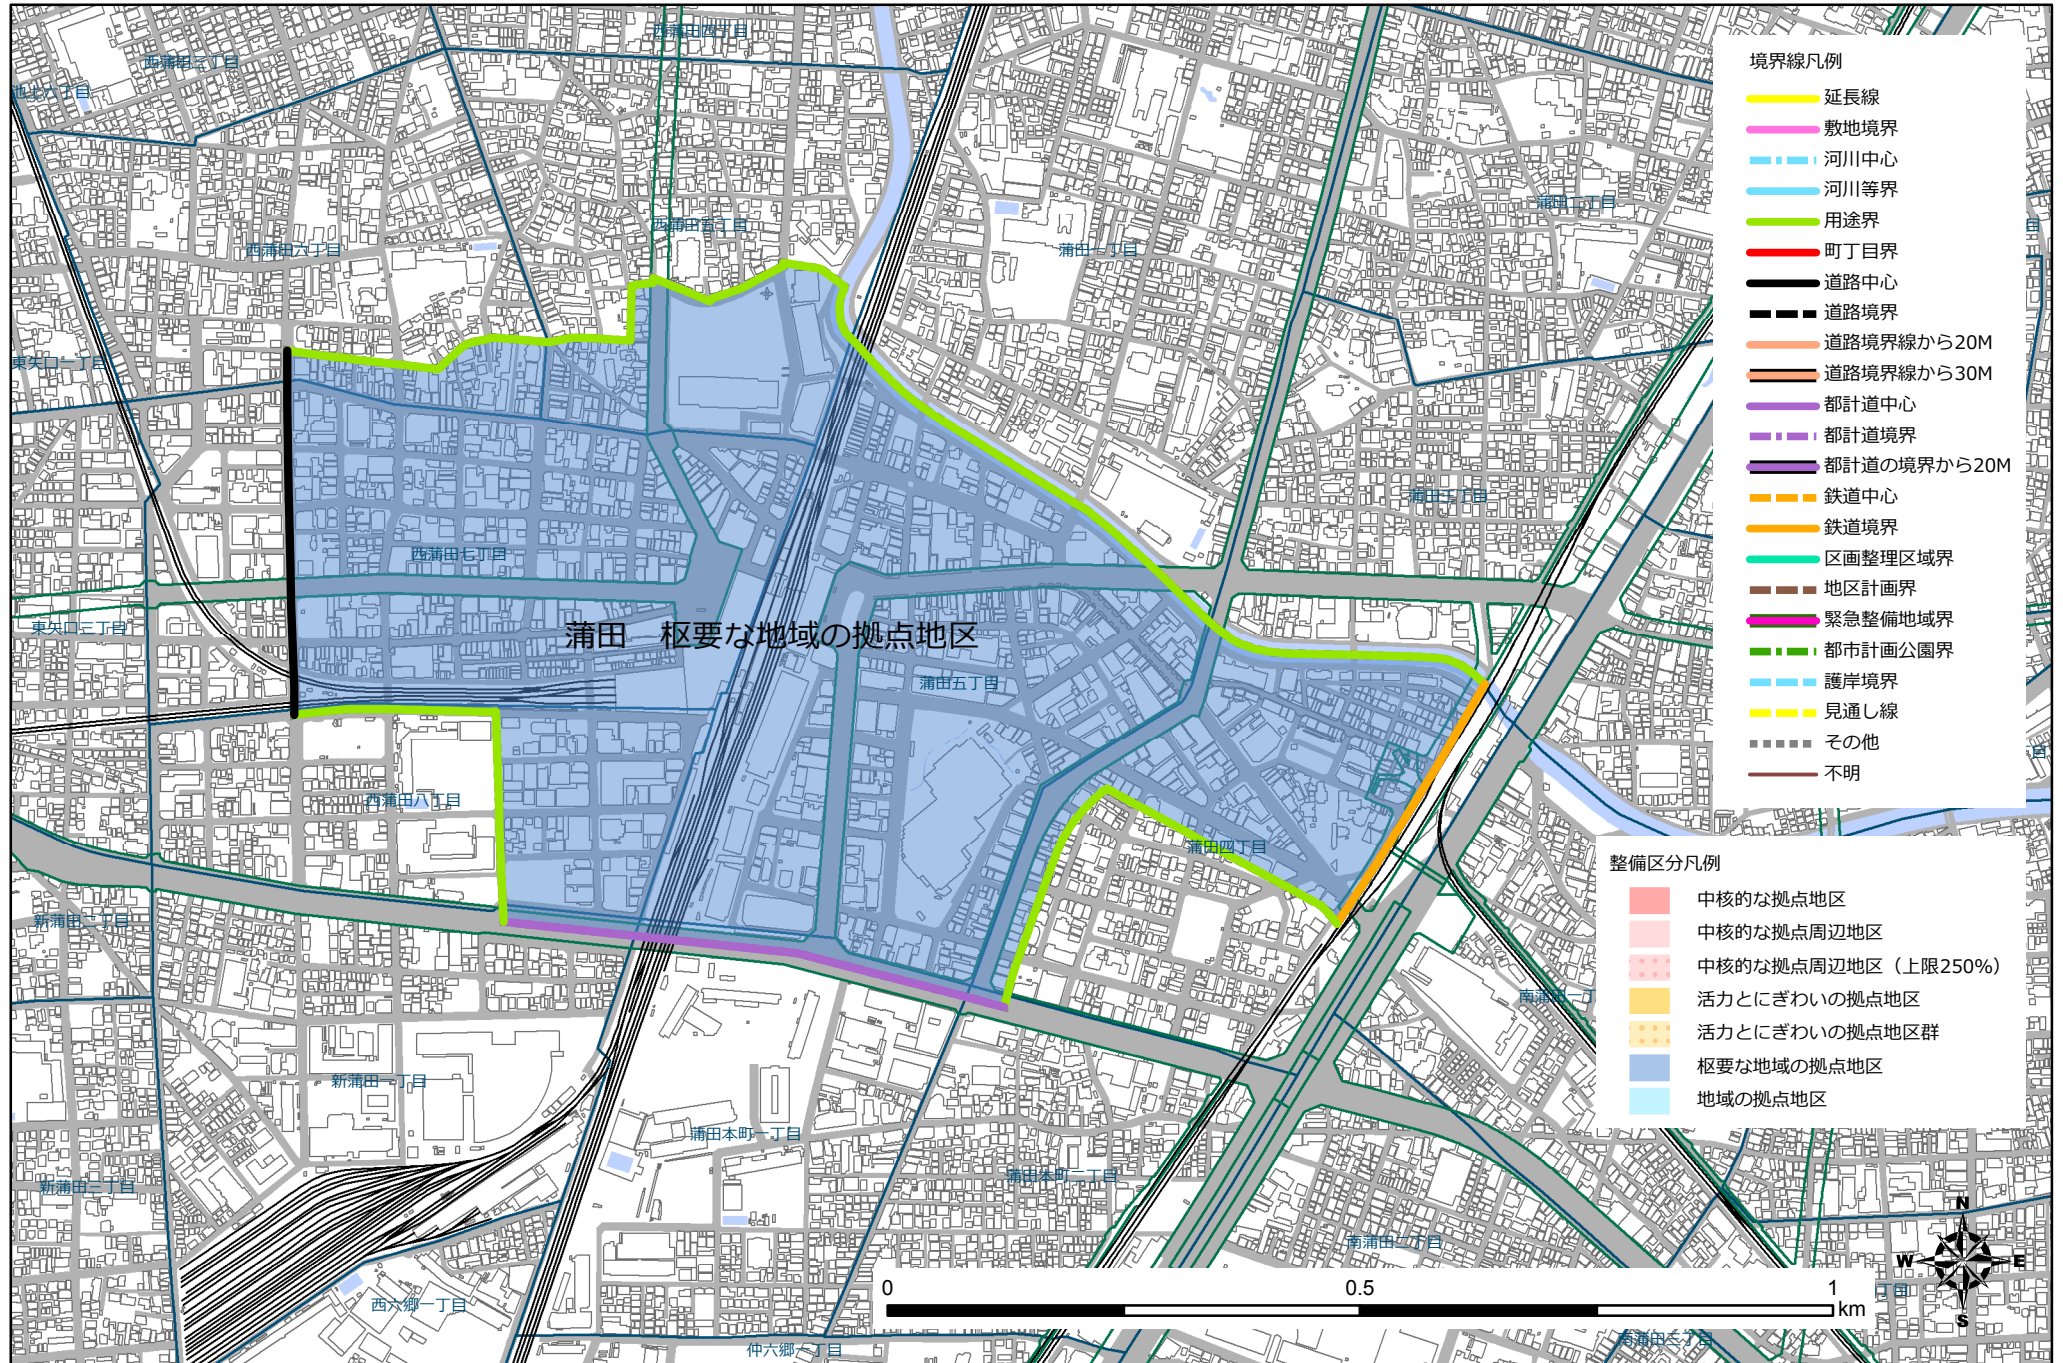 西蒲田四丁目
西蒲田三丁目
池上六丁目
西蒲田五丁目
西蒲田六丁目
蒲田一丁目
蒲田二丁目
東矢口一丁目
蒲田三丁目
西蒲田七丁目
東矢口三丁目
蒲田　枢要な地域の拠点地区
蒲田五丁目
西蒲田八丁目
蒲田四丁目
新蒲田二丁目
南蒲田一丁
新蒲田一丁目
蒲田本町一丁目
蒲田本町二丁目
新蒲田三丁目
南蒲田二丁目
西六郷一丁目
仲六郷一丁目
南蒲田三丁目
丁目
境界線凡例
延長線
敷地境界
河川中心
河川等界
用途界
町丁目界
道路中心
道路境界
道路境界線から20M
道路境界線から30M
都計道中心
都計道境界
都計道の境界から20M
鉄道中心
鉄道境界
区画整理区域界
地区計画界
緊急整備地域界
都市計画公園界
護岸境界
見通し線
その他
不明
整備区分凡例
中核的な拠点地区
中核的な拠点周辺地区
中核的な拠点周辺地区（上限250%）
活力とにぎわいの拠点地区
活力とにぎわいの拠点地区群
枢要な地域の拠点地区
地域の拠点地区
N
W E
S
0 0.5 1
km